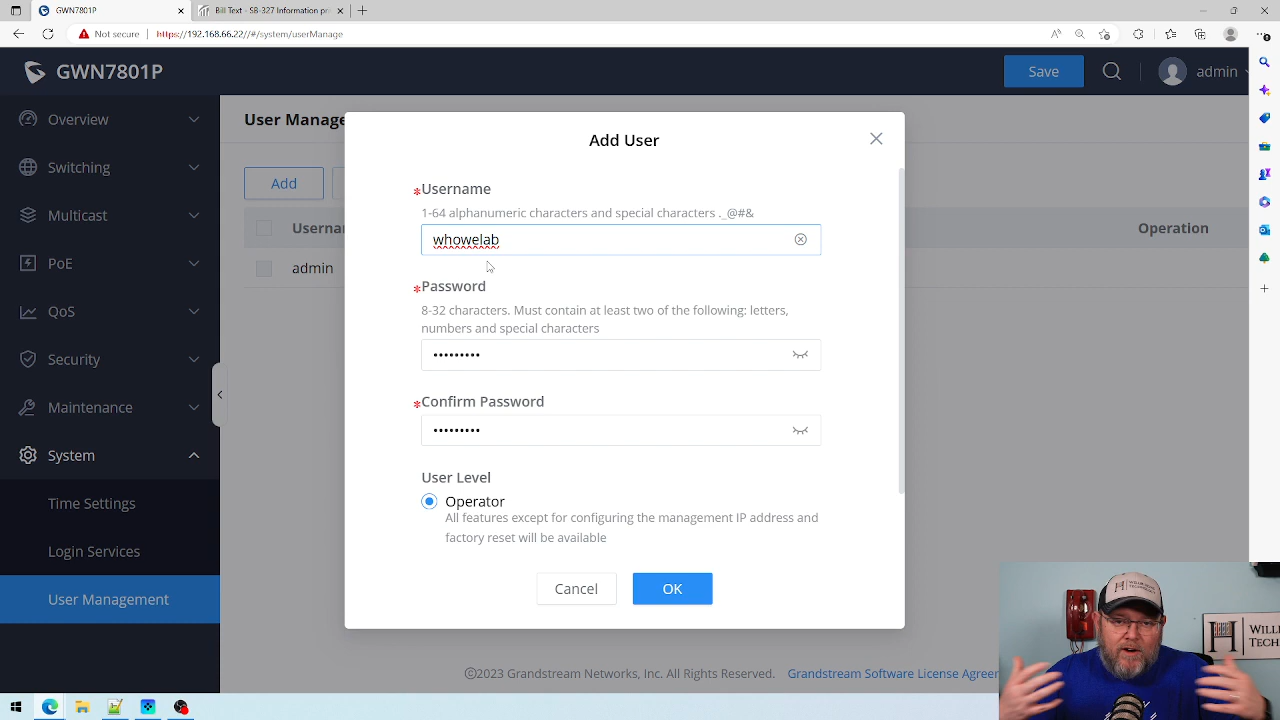 GWN7801P
Bill Text - SB-327 Information pr
Not secure
https://192.168.66.22/#/system/userManage
GWN7801P
Save
admin
Overview
Switching
Multicast
PoE
QoS
Security
Maintenance
System
Time Settings
Login Services
User Management
User Manage
Add
Userna
Operation
admin
Add User
*Username
1-64 alphanumeric characters and special characters ._@#&
whowelab
*Password
8-32 characters. Must contain at least two of the following: letters,
numbers and special characters
•••••••••
*Confirm Password
•••••••••
User Level
Operator
All features except for configuring the management IP address and
factory reset will be available
Cancel
OK
©2023 Grandstream Networks, Inc. All Rights Reserved.
Grandstream Software License Agreer
WILLI
TECHN